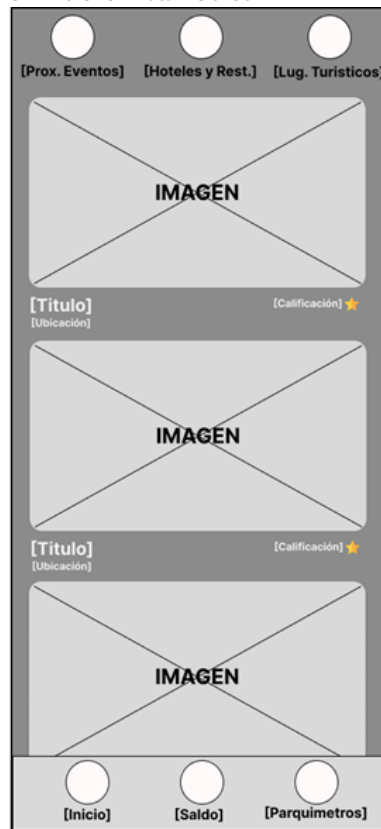 [Prox. Eventos] [Hoteles y Rest.] [Lug. Turisticos]
IMAGEN
[Titulo] [Calificación]
[Ubicación]
IMAGEN
[Titulo] [Calificación]
[Ubicación]
IMAGEN
[Inicio] [Saldo] [Parquimetros]